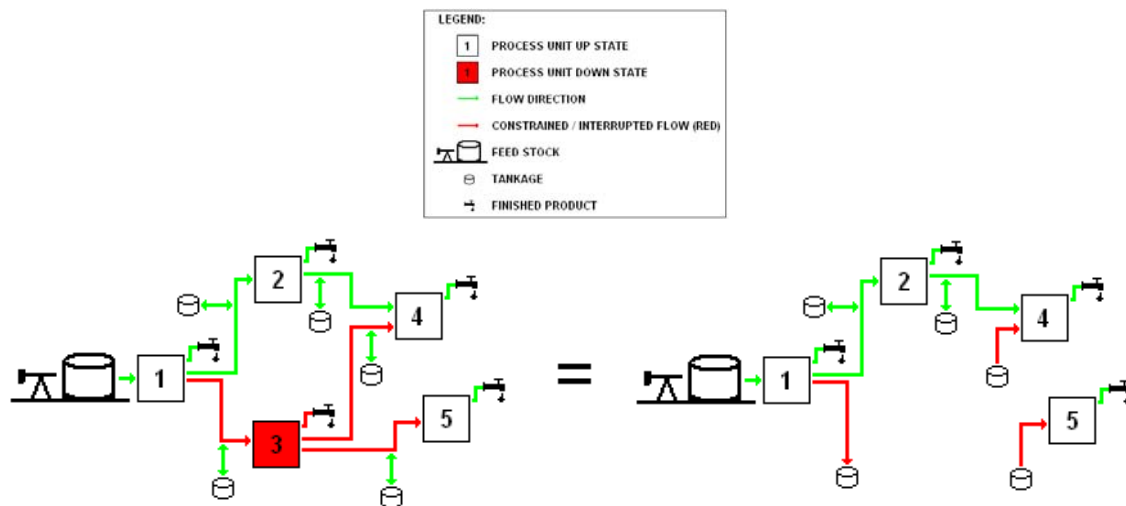 LEGEND:
1 PROCESS UNIT UP STATE
1 PROCESS UNIT DOWN STATE
FLOW DIRECTION
CONSTRAINED / INTERRUPTED FLOW (RED)
FEED STOCK
TANKAGE
FINISHED PRODUCT
2
4
1
5
3
=
2
4
1
5